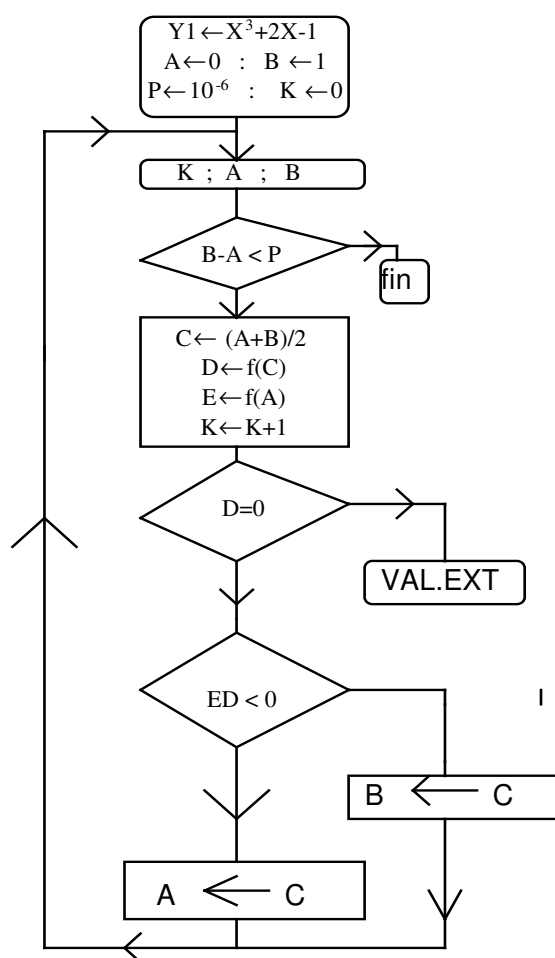 Y1←X³+2X-1
A←0 : B ←1
P←10⁻⁶ : K ←0
K ; A ; B
B-A < P
fin
C← (A+B)/2
D←f(C)
E←f(A)
K←K+1
D=0
VAL.EXT
ED < 0
B ← C
A ← C